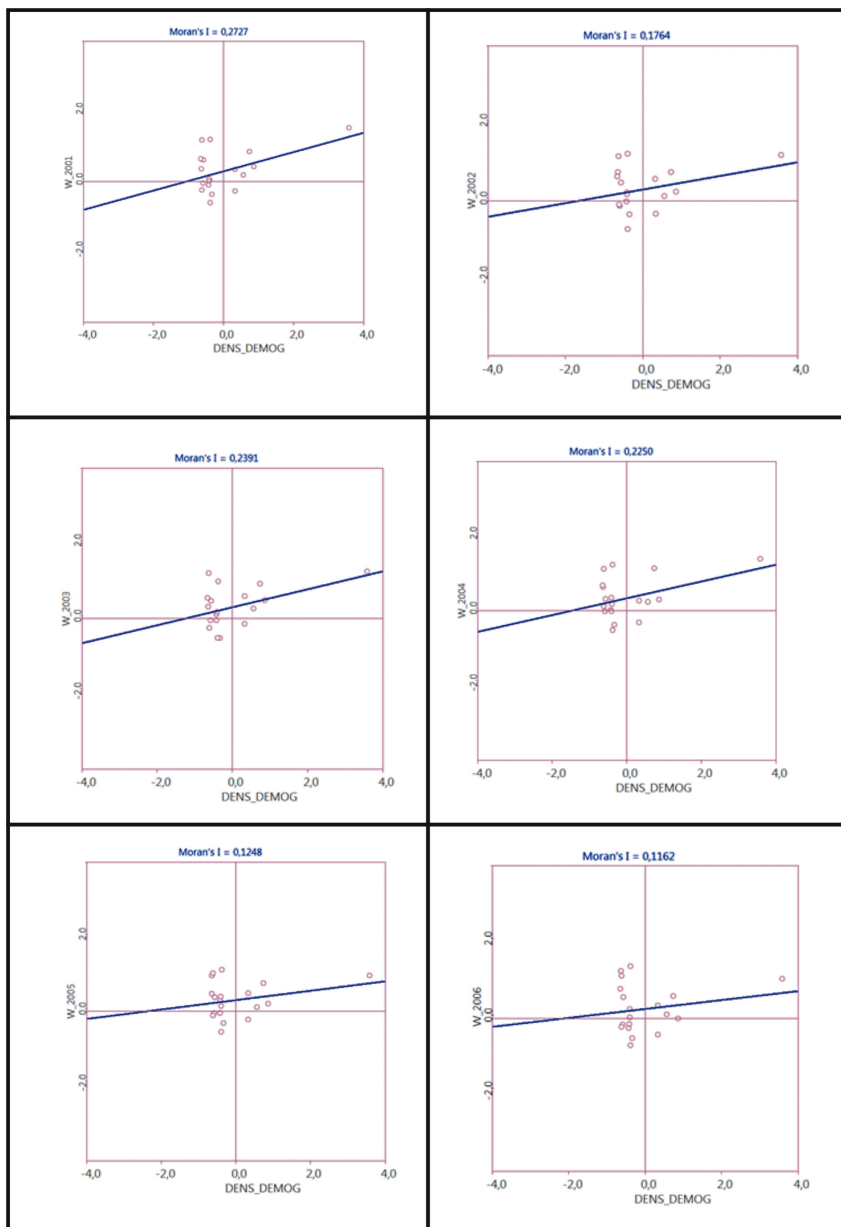 Moran's I = 0,2727
2,0
W_2001
0,0
-2,0
-4,0 -2,0 0,0 2,0 4,0
DENS_DEMOG
Moran's I = 0,1764
2,0
W_2002
0,0
-2,0
-4,0 -2,0 0,0 2,0 4,0
DENS_DEMOG
Moran's I = 0,2391
2,0
W_2003
0,0
-2,0
-4,0 -2,0 0,0 2,0 4,0
DENS_DEMOG
Moran's I = 0,2250
2,0
W_2004
0,0
-2,0
-4,0 -2,0 0,0 2,0 4,0
DENS_DEMOG
Moran's I = 0,1248
2,0
W_2005
0,0
-2,0
-4,0 -2,0 0,0 2,0 4,0
DENS_DEMOG
Moran's I = 0,1162
2,0
W_2006
0,0
-2,0
-4,0 -2,0 0,0 2,0 4,0
DENS_DEMOG